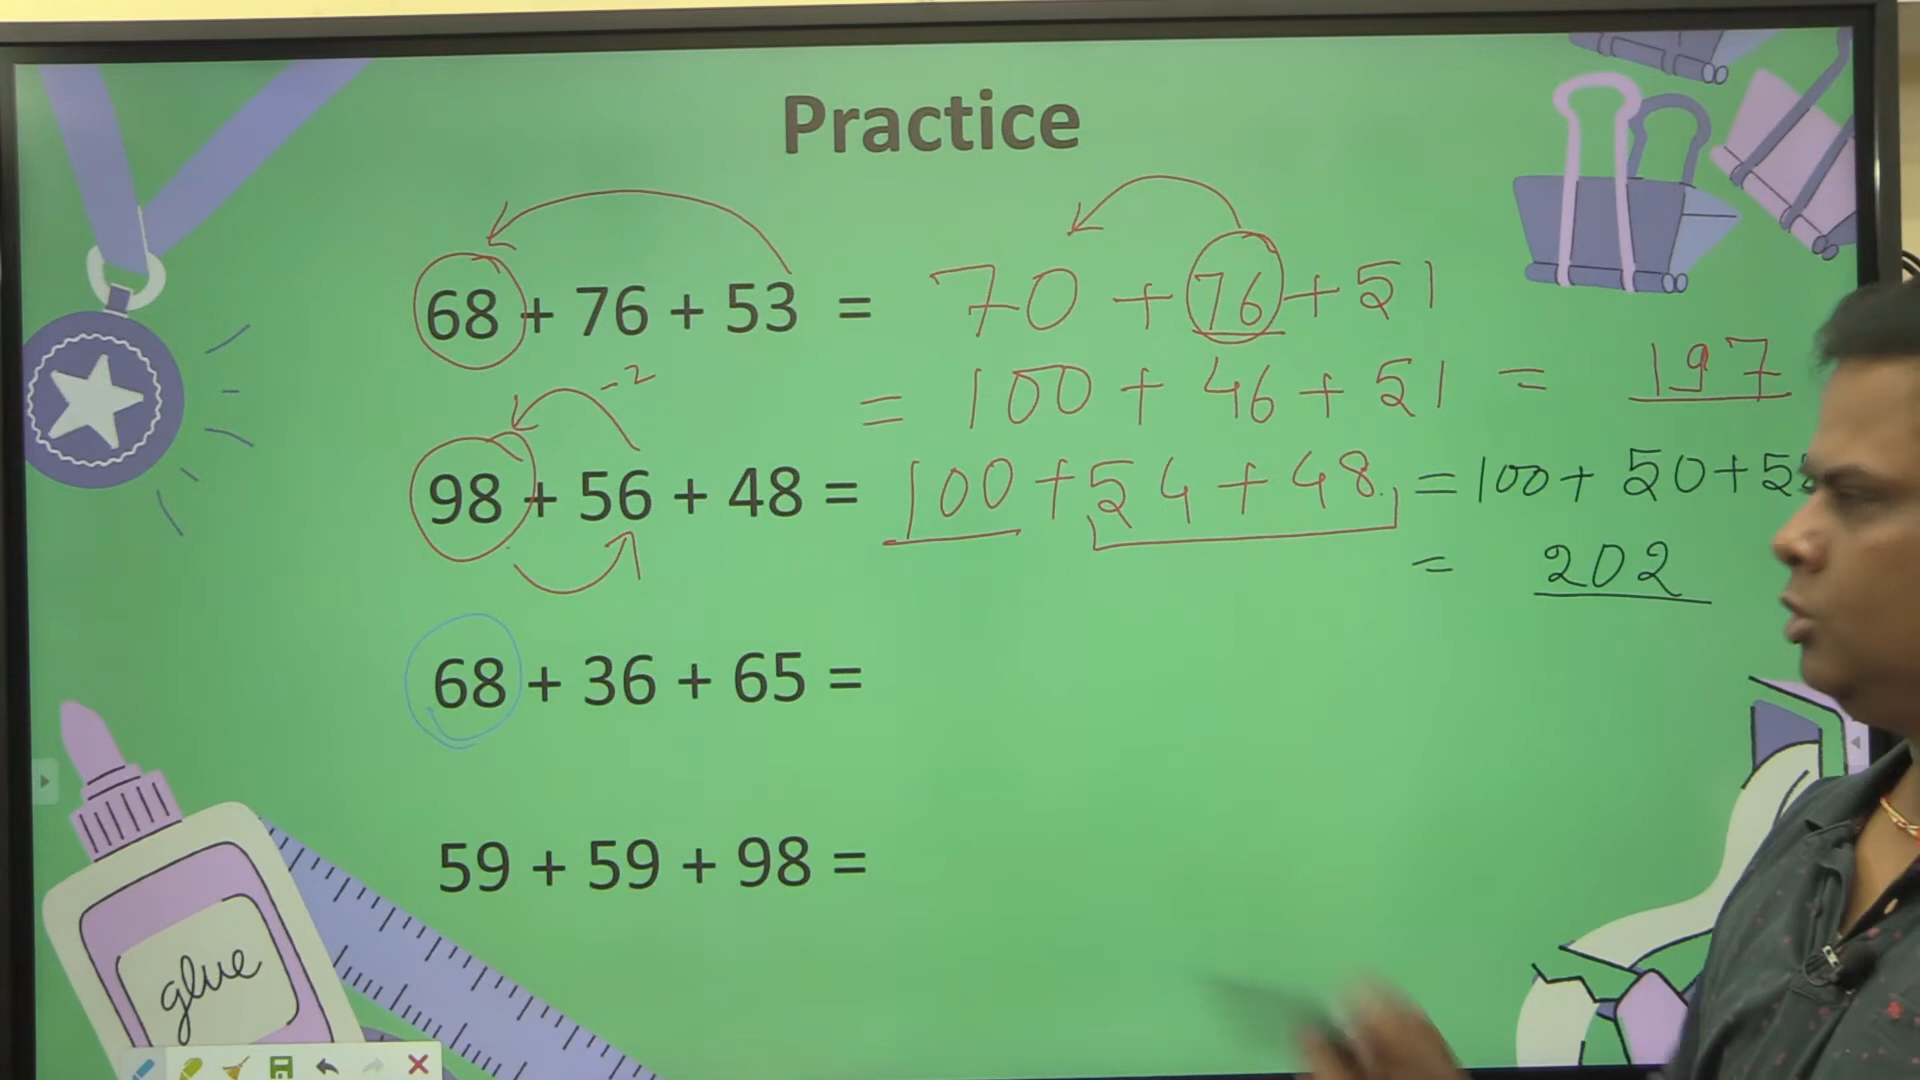 Practice
68 + 76 + 53 = 70 + 76 + 51
= 100 + 46 + 51 = 197
-2
98 + 56 + 48 = 100 + 54 + 48 = 100 + 50 + 52
= 202
68 + 36 + 65 =
59 + 59 + 98 =
glue